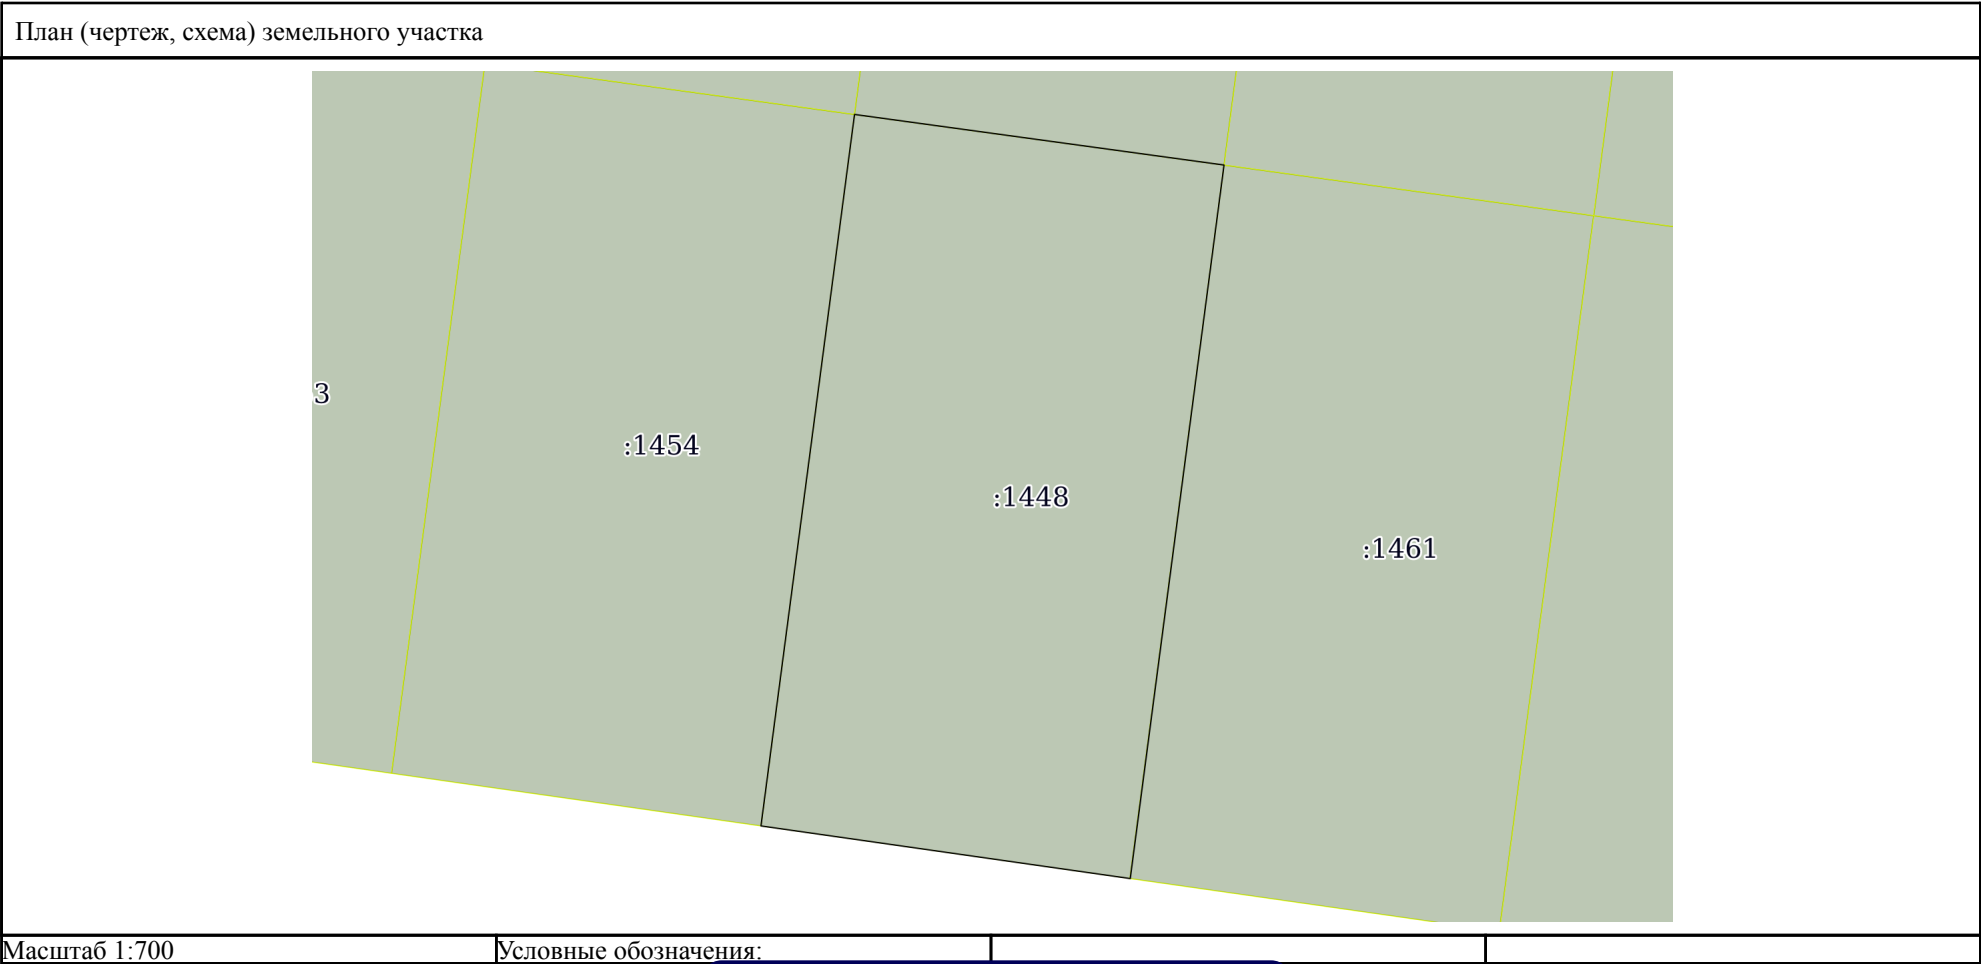 План (чертеж, схема) земельного участка
3
:1454
:1448
:1461
Масштаб 1:700
Условные обозначения: